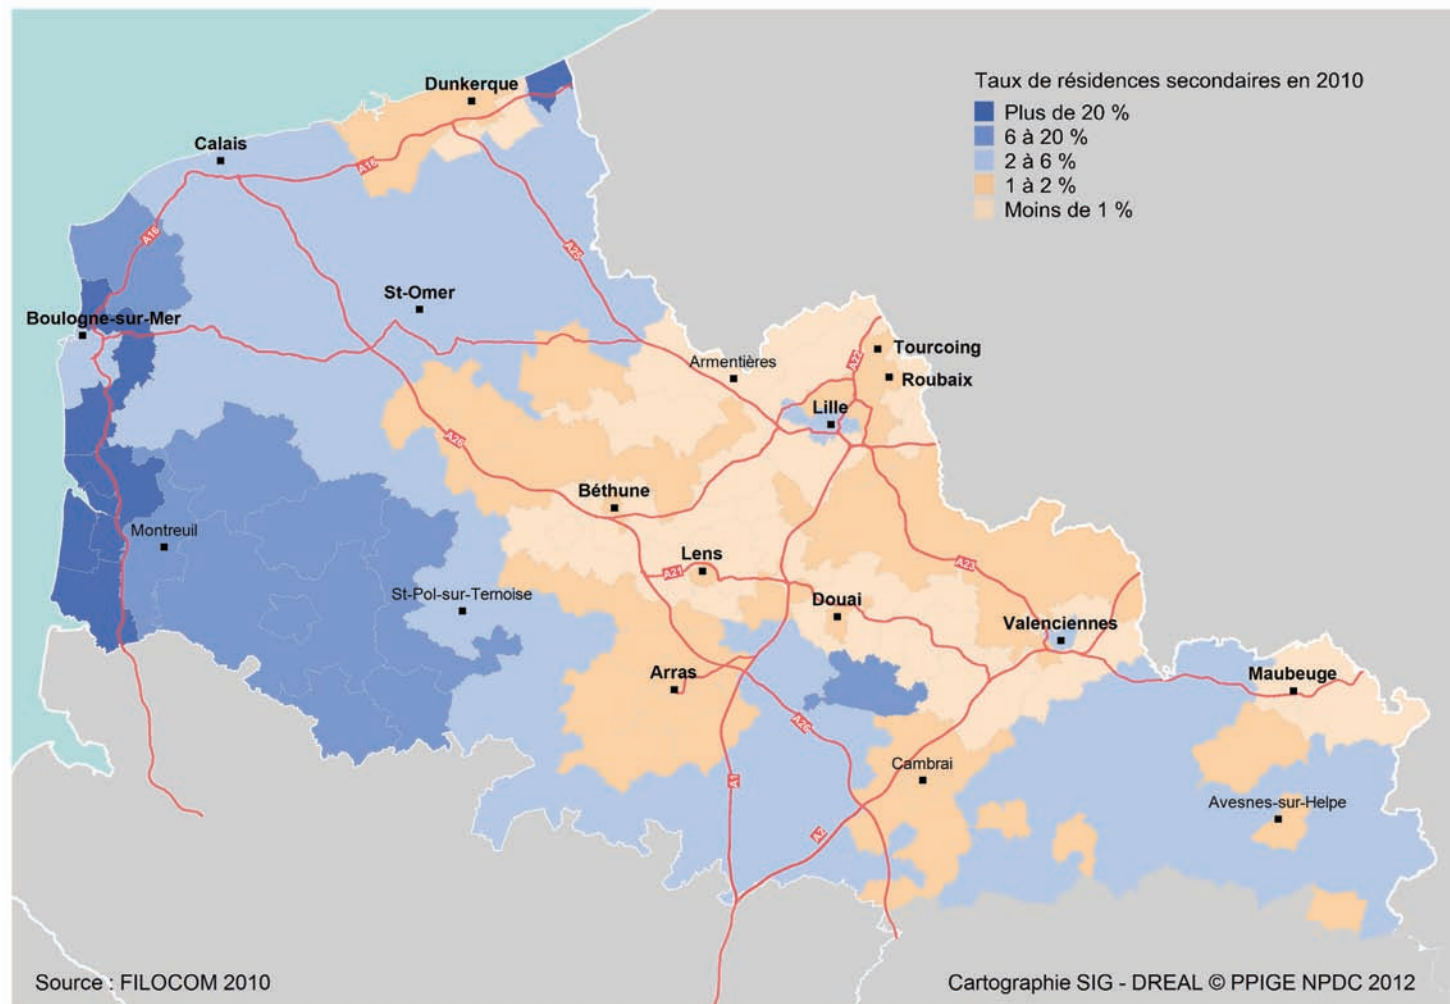 Taux de résidences secondaires en 2010
Plus de 20 %
6 à 20 %
2 à 6 %
1 à 2 %
Moins de 1 %
Dunkerque
Calais
A16
A16
A25
St-Omer
Boulogne-sur-Mer
Armentières
A22
Tourcoing
Roubaix
Lille
A26
Béthune
Montreuil
Lens
A21
A23
St-Pol-sur-Ternoise
Douai
Valenciennes
Arras
Maubeuge
A26
Cambrai
A1
A2
Avesnes-sur-Helpe
Source : FILOCOM 2010
Cartographie SIG - DREAL © PPIGE NPDC 2012